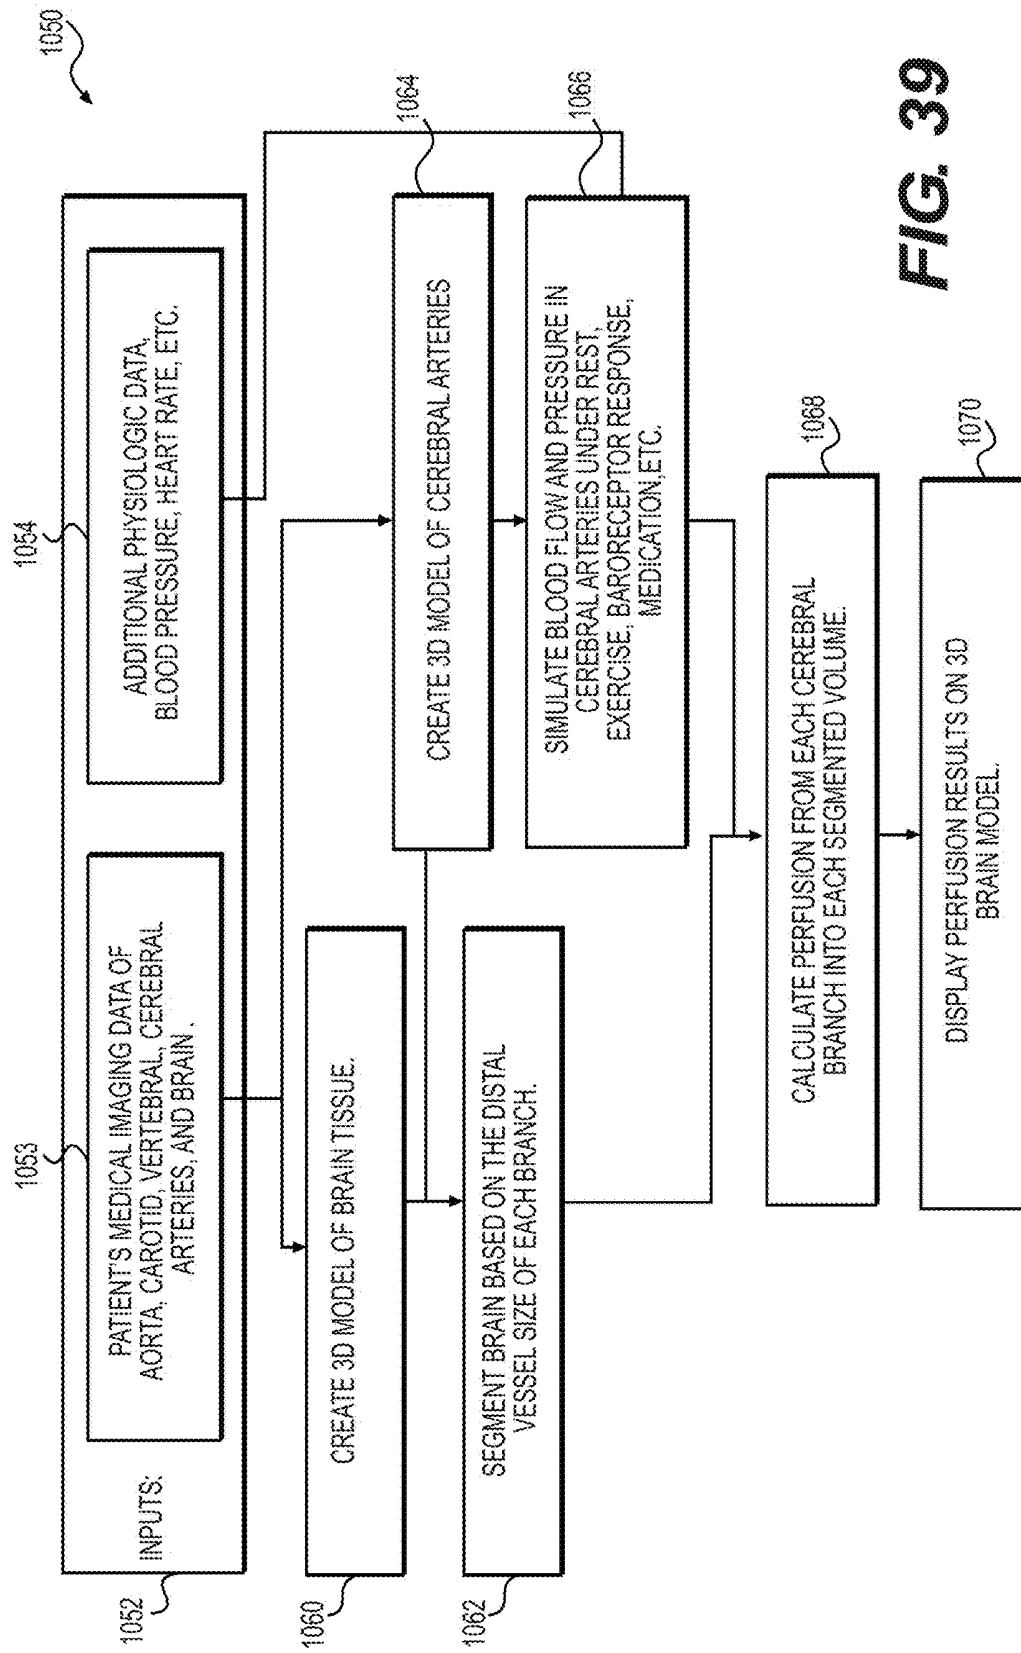 1050
1052
INPUTS:
1053
PATIENT'S MEDICAL IMAGING DATA OF
AORTA, CAROTID, VERTEBRAL, CEREBRAL
ARTERIES, AND BRAIN.
1054
ADDITIONAL PHYSIOLOGIC DATA,
BLOOD PRESSURE, HEART RATE, ETC.
1060
CREATE 3D MODEL OF BRAIN TISSUE.
1064
CREATE 3D MODEL OF CEREBRAL ARTERIES
1062
SEGMENT BRAIN BASED ON THE DISTAL
VESSEL SIZE OF EACH BRANCH.
1066
SIMULATE BLOOD FLOW AND PRESSURE IN
CEREBRAL ARTERIES UNDER REST,
EXERCISE, BARORECEPTOR RESPONSE,
MEDICATION,ETC.
1068
CALCULATE PERFUSION FROM EACH CEREBRAL
BRANCH INTO EACH SEGMENTED VOLUME.
1070
DISPLAY PERFUSION RESULTS ON 3D
BRAIN MODEL.
FIG. 39